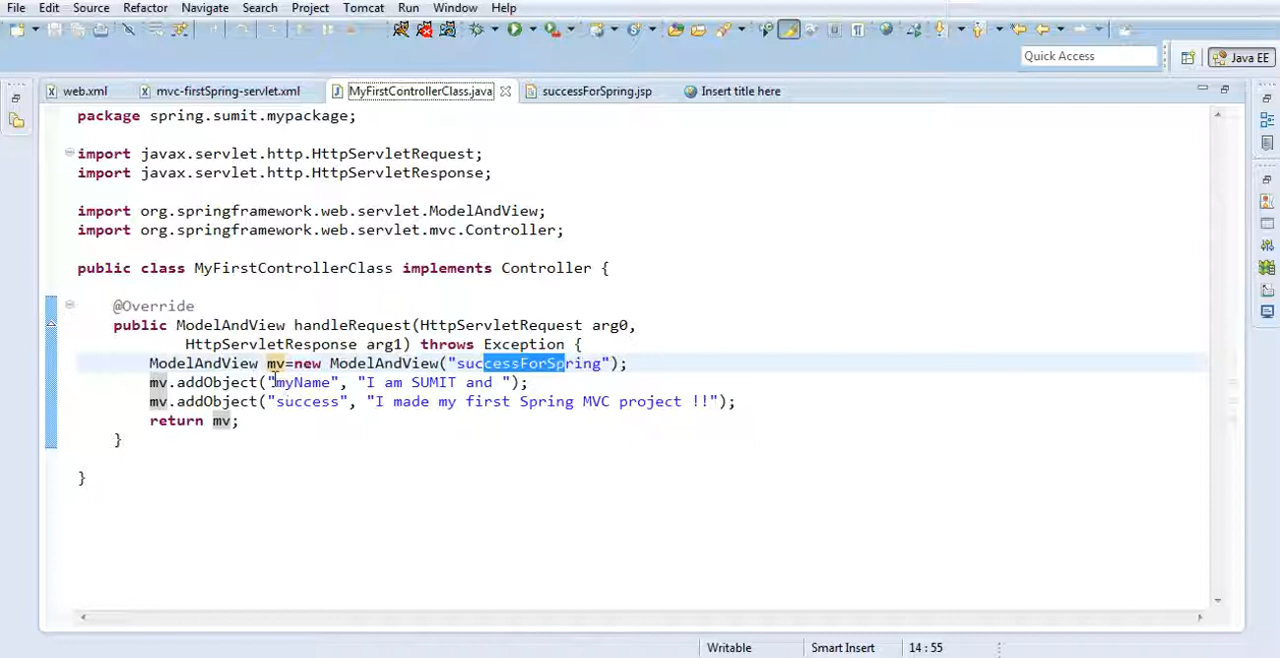 File Edit Source Refactor Navigate Search Project Tomcat Run Window Help
Quick Access
Java EE
web.xml mvc-firstSpring-servlet.xml MyFirstControllerClass.java successForSpring.jsp Insert title here
package spring.sumit.mypackage;
import javax.servlet.http.HttpServletRequest;
import javax.servlet.http.HttpServletResponse;
import org.springframework.web.servlet.ModelAndView;
import org.springframework.web.servlet.mvc.Controller;
public class MyFirstControllerClass implements Controller {
@Override
public ModelAndView handleRequest(HttpServletRequest arg0,
HttpServletResponse arg1) throws Exception {
ModelAndView mv=new ModelAndView("successForSpring");
mv.addObject("myName", "I am SUMIT and ");
mv.addObject("success", "I made my first Spring MVC project !!");
return mv;
}
}
Writable Smart Insert 14 : 55